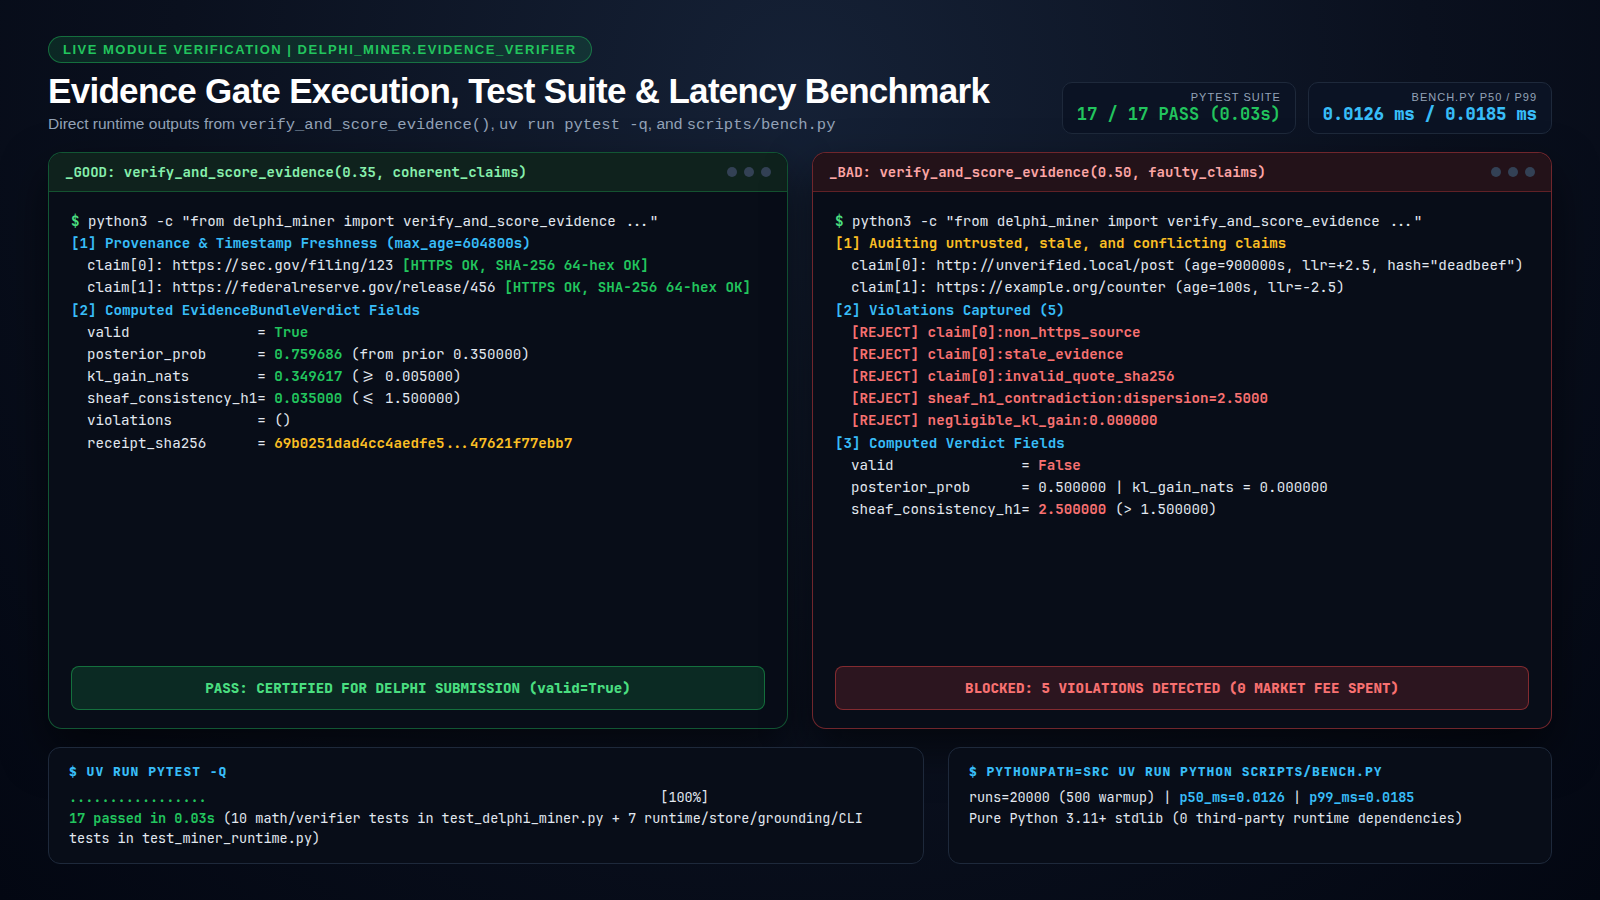 LIVE MODULE VERIFICATION | DELPHI_MINER.EVIDENCE_VERIFIER
Evidence Gate Execution, Test Suite & Latency Benchmark
Direct runtime outputs from verify_and_score_evidence(), uv run pytest -q, and scripts/bench.py
PYTEST SUITE
17 / 17 PASS (0.03s)
BENCH.PY P50 / P99
0.0126 ms / 0.0185 ms
_GOOD: verify_and_score_evidence(0.35, coherent_claims)
$ python3 -c "from delphi_miner import verify_and_score_evidence ..."
[1] Provenance & Timestamp Freshness (max_age=604800s)
claim[0]: https://sec.gov/filing/123 [HTTPS OK, SHA-256 64-hex OK]
claim[1]: https://federalreserve.gov/release/456 [HTTPS OK, SHA-256 64-hex OK]
[2] Computed EvidenceBundleVerdict Fields
valid = True
posterior_prob = 0.759686 (from prior 0.350000)
kl_gain_nats = 0.349617 (⩾ 0.005000)
sheaf_consistency_h1= 0.035000 (⩽ 1.500000)
violations = ()
receipt_sha256 = 69b0251dad4cc4aedfe5...47621f77ebb7
PASS: CERTIFIED FOR DELPHI SUBMISSION (valid=True)
_BAD: verify_and_score_evidence(0.50, faulty_claims)
$ python3 -c "from delphi_miner import verify_and_score_evidence ..."
[1] Auditing untrusted, stale, and conflicting claims
claim[0]: http://unverified.local/post (age=900000s, llr=+2.5, hash="deadbeef")
claim[1]: https://example.org/counter (age=100s, llr=-2.5)
[2] Violations Captured (5)
[REJECT] claim[0]:non_https_source
[REJECT] claim[0]:stale_evidence
[REJECT] claim[0]:invalid_quote_sha256
[REJECT] sheaf_h1_contradiction:dispersion=2.5000
[REJECT] negligible_kl_gain:0.000000
[3] Computed Verdict Fields
valid = False
posterior_prob = 0.500000 | kl_gain_nats = 0.000000
sheaf_consistency_h1= 2.500000 (> 1.500000)
BLOCKED: 5 VIOLATIONS DETECTED (0 MARKET FEE SPENT)
$ UV RUN PYTEST -Q
................. [100%]
17 passed in 0.03s (10 math/verifier tests in test_delphi_miner.py + 7 runtime/store/grounding/CLI
tests in test_miner_runtime.py)
$ PYTHONPATH=SRC UV RUN PYTHON SCRIPTS/BENCH.PY
runs=20000 (500 warmup) | p50_ms=0.0126 | p99_ms=0.0185
Pure Python 3.11+ stdlib (0 third-party runtime dependencies)